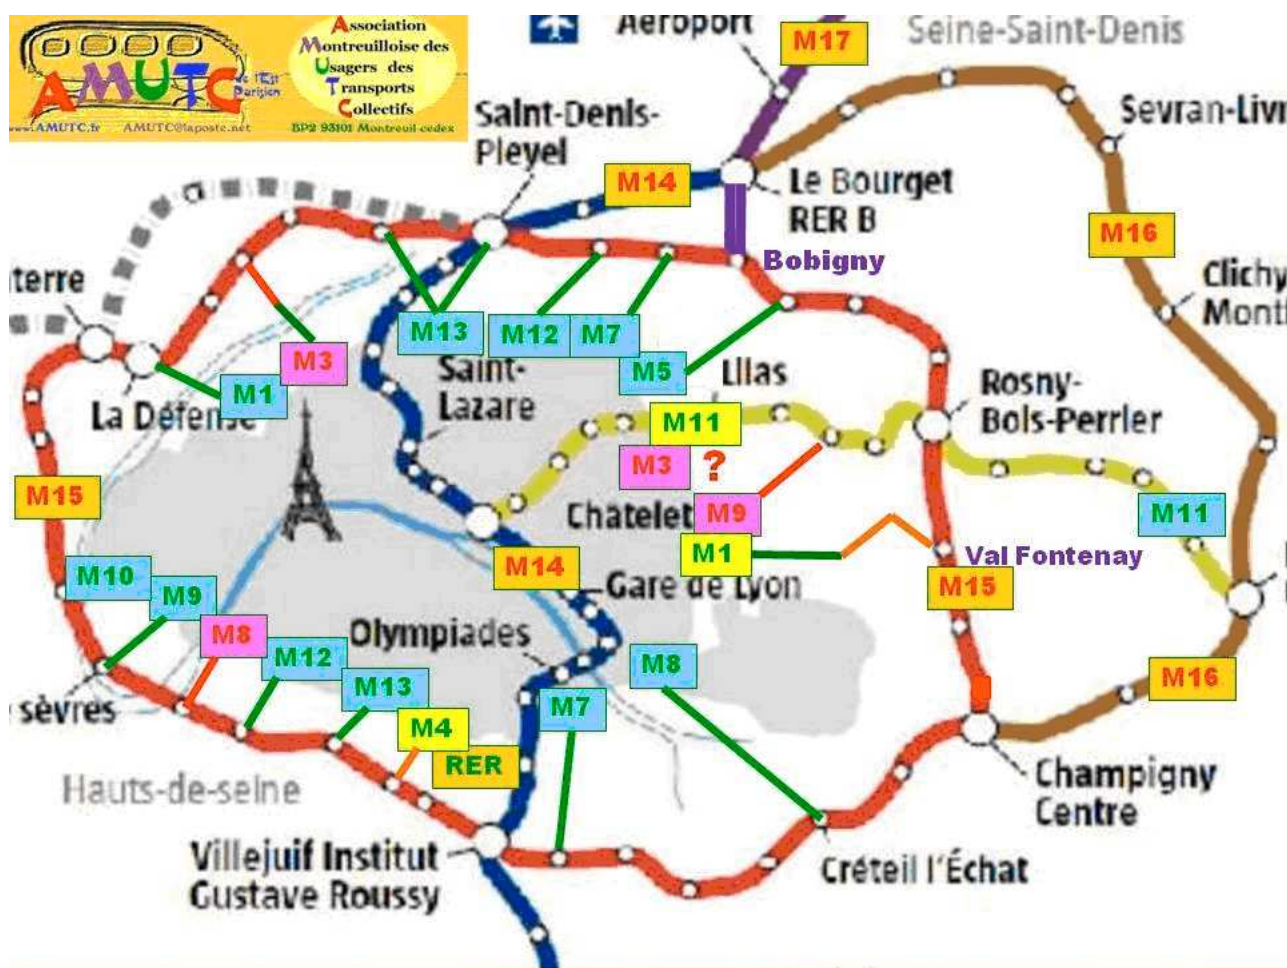 Association
Montreuilloise des
Usagers des
Transports
Collectifs
BP2 93101 Montreuil cedex
AMUTC
de l'Est
Parisien
www.AMUTC.fr AMUTC@laposte.net
Aéroport
M17
Seine-Saint-Denis
Saint-Denis-
Pleyel
Sevran-Livr
M14
Le Bourget
RER B
M16
Bobigny
terre
Clichy
Mont
M13
M12
M7
M3
M5
M1
La Défense
Saint-
Lazare
Lilas
Rosny-
Bois-Perrier
M11
M3
?
M15
Chatelet
M9
M11
M1
Val Fontenay
M14
M15
Gare de Lyon
M10
M9
M8
M12
M13
M4
RER
Olympiades
M8
M7
M16
sèvres
Hauts-de-seine
Champigny
Centre
Villejuif Institut
Gustave Roussy
Créteil l'Échat